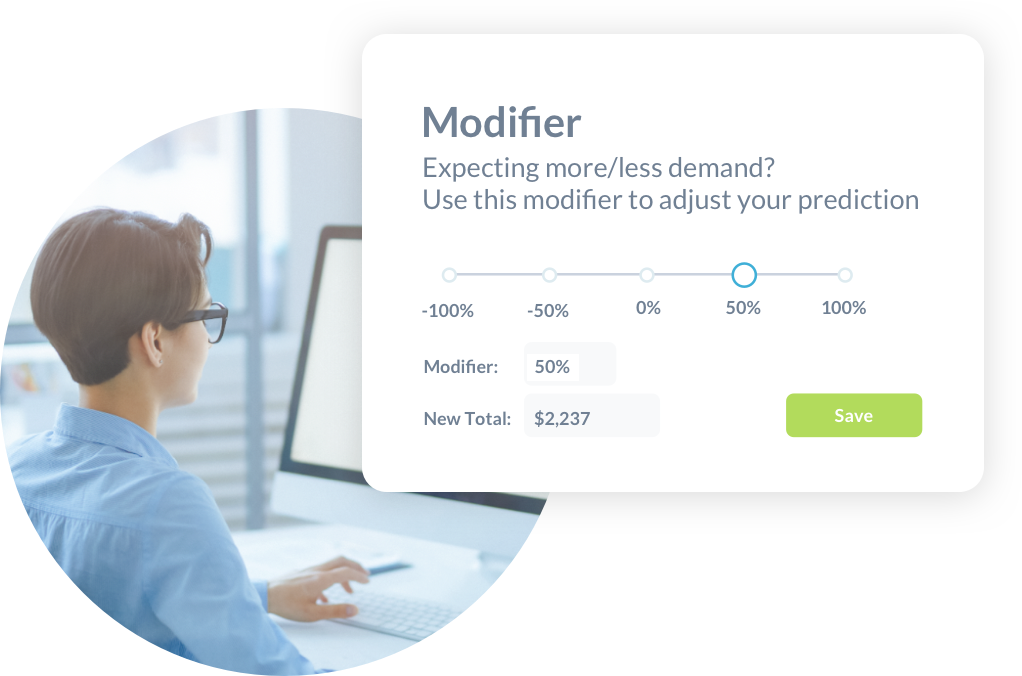 Modifier
Expecting more/less demand?
Use this modifier to adjust your prediction
-100% -50% 0% 50% 100%
Modifier: 50%
New Total: $2,237
Save